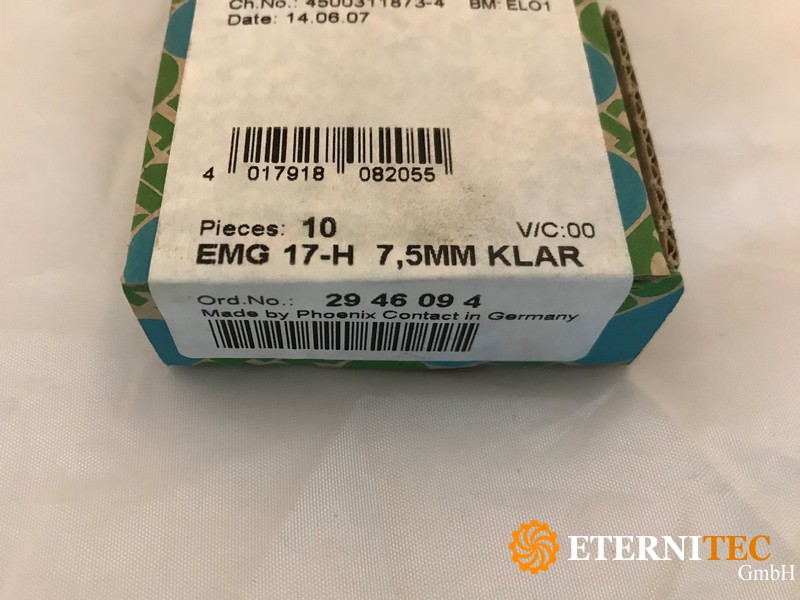 Ch.No.: 4500311873-4 BM: ELO1
Date: 14.06.07
4 017918 082055
Pieces: 10 V/C:00
EMG 17-H 7,5MM KLAR
Ord.No.: 29 46 09 4
Made by Phoenix Contact in Germany
ETERNITEC
GmbH